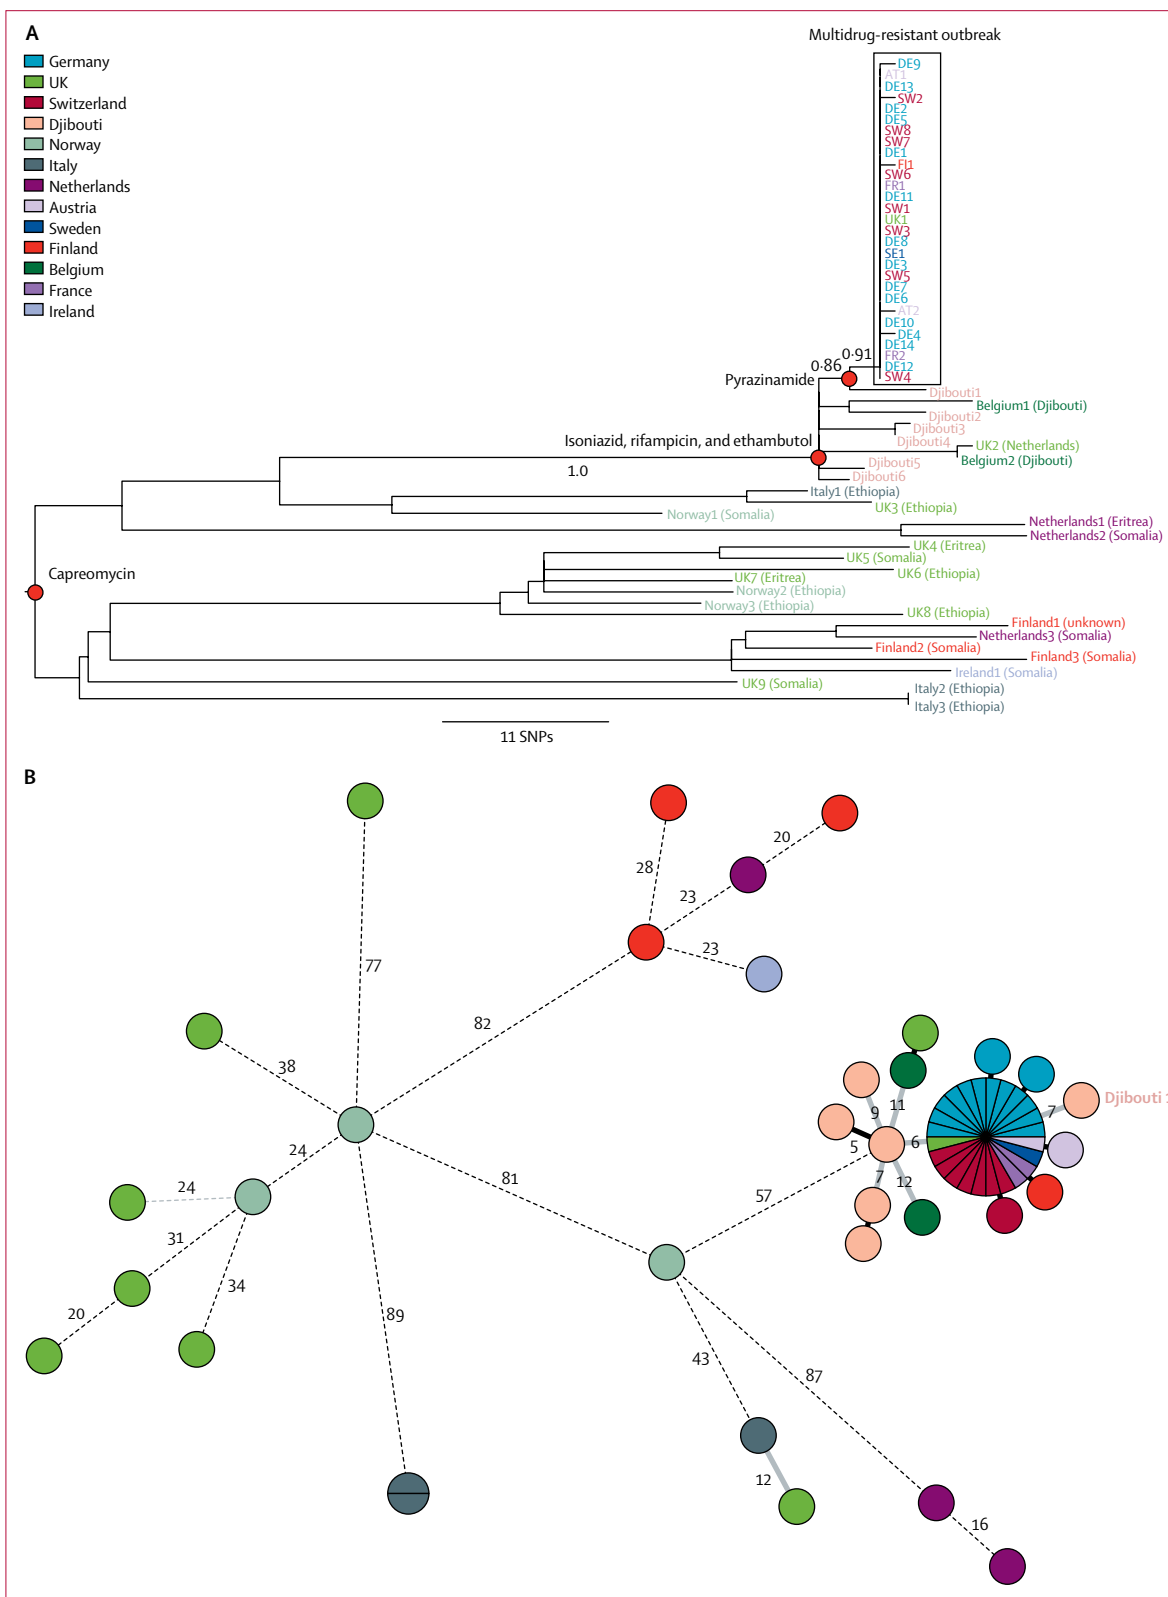 A
Germany
UK
Switzerland
Djibouti
Norway
Italy
Netherlands
Austria
Sweden
Finland
Belgium
France
Ireland
Multidrug-resistant outbreak
DE9
AT1
DE13
SW2
DE2
DE5
SW8
SW7
DE1
FI1
SW6
FR1
DE11
SW1
UK1
SW3
DE8
SE1
DE3
SW5
DE7
DE6
AT2
DE10
DE4
DE14
FR2
DE12
SW4
0·91
0·86
Pyrazinamide
Djibouti1
Belgium1 (Djibouti)
Djibouti2
Djibouti3
Isoniazid, rifampicin, and ethambutol
Djibouti4
UK2 (Netherlands)
Belgium2 (Djibouti)
Djibouti5
1.0
Djibouti6
Italy1 (Ethiopia)
UK3 (Ethiopia)
Norway1 (Somalia)
Netherlands1 (Eritrea)
Netherlands2 (Somalia)
UK4 (Eritrea)
UK5 (Somalia)
Capreomycin
UK6 (Ethiopia)
UK7 (Eritrea)
Norway2 (Ethiopia)
Norway3 (Ethiopia)
UK8 (Ethiopia)
Finland1 (unknown)
Netherlands3 (Somalia)
Finland2 (Somalia)
Finland3 (Somalia)
Ireland1 (Somalia)
UK9 (Somalia)
Italy2 (Ethiopia)
Italy3 (Ethiopia)
11 SNPs
B
20
28
23
23
77
82
38
Djibouti 1
11
9
7
6
5
24
7
12
81
24
57
31
34
20
89
43
87
12
16